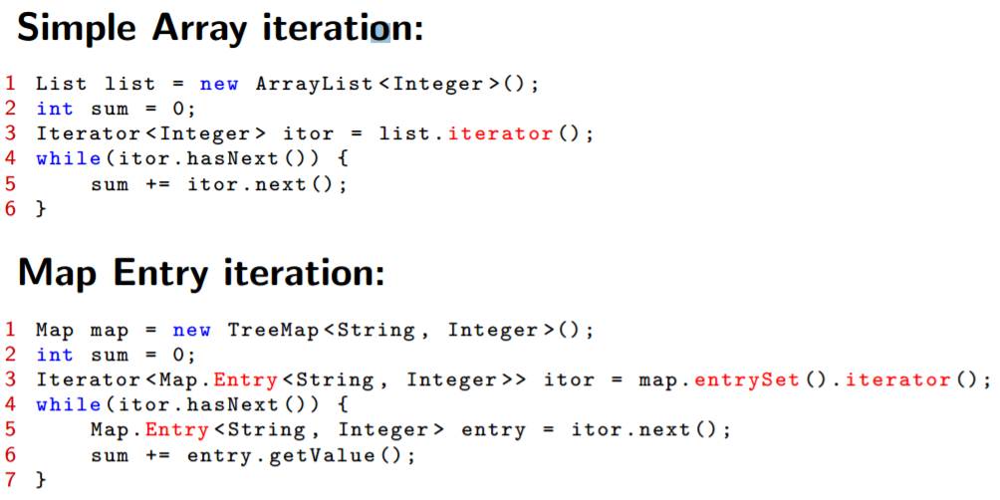 Simple Array iteration:
1 List list = new ArrayList<Integer>();
2 int sum = 0;
3 Iterator<Integer> itor = list.iterator();
4 while(itor.hasNext()) {
5     sum += itor.next();
6 }
Map Entry iteration:
1 Map map = new TreeMap<String, Integer>();
2 int sum = 0;
3 Iterator<Map.Entry<String, Integer>> itor = map.entrySet().iterator();
4 while(itor.hasNext()) {
5     Map.Entry<String, Integer> entry = itor.next();
6     sum += entry.getValue();
7 }